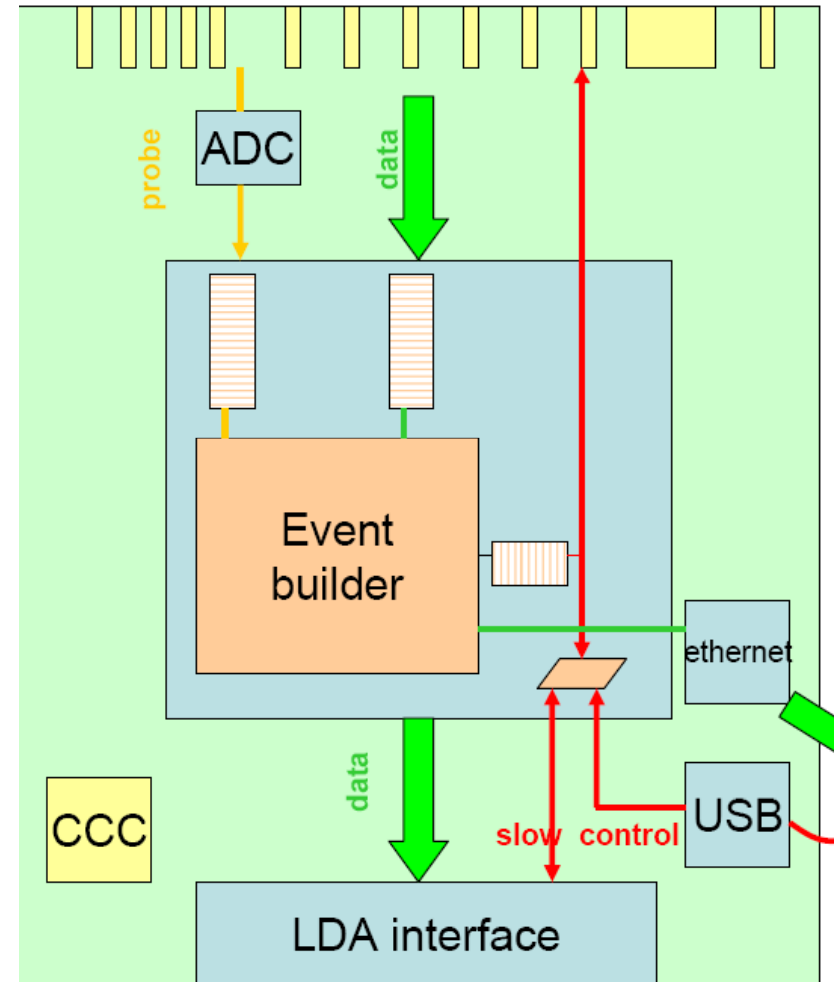 ADC
probe
data
Event
builder
ethernet
data
CCC
slow control
USB
LDA interface